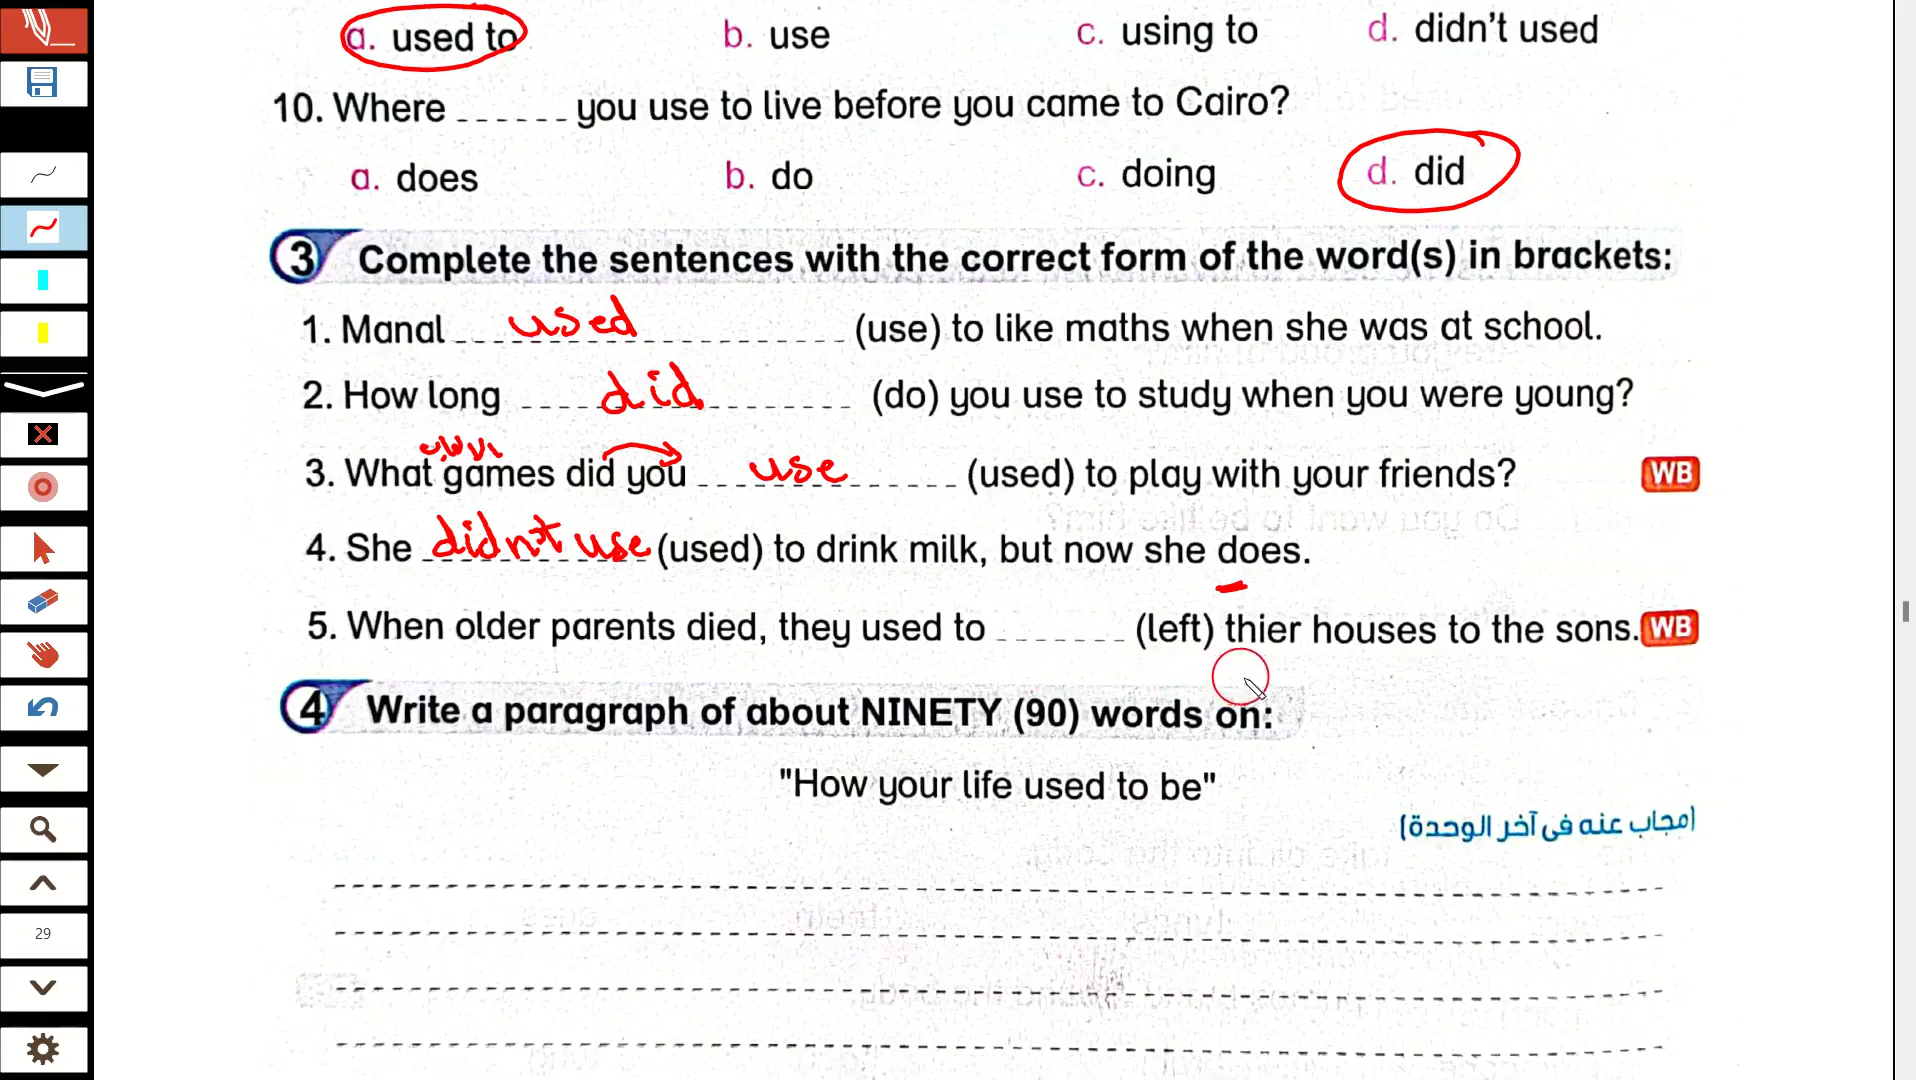 a. used to b. use c. using to d. didn't used
10. Where ...... you use to live before you came to Cairo?
a. does b. do c. doing d. did
3 Complete the sentences with the correct form of the word(s) in brackets:
1. Manal used (use) to like maths when she was at school.
2. How long did (do) you use to study when you were young?
3. What games did you use (used) to play with your friends? WB
4. She didn't use (used) to drink milk, but now she does.
5. When older parents died, they used to ....... (left) thier houses to the sons. WB
4 Write a paragraph of about NINETY (90) words on:
"How your life used to be"
(مجاب عنه فى آخر الوحدة)
29